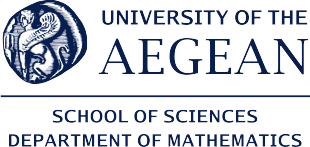 UNIVERSITY OF THE
AEGEAN
SCHOOL OF SCIENCES
DEPARTMENT OF MATHEMATICS